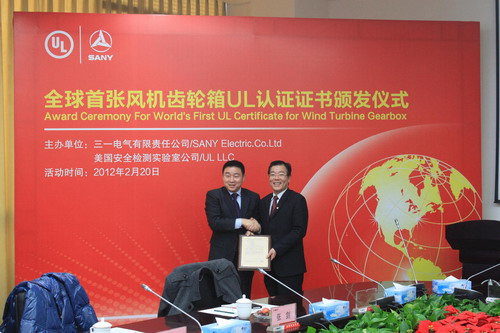 UL
SANY
全球首张风机齿轮箱UL认证证书颁发仪式
Award Ceremony For World's First UL Certificate for Wind Turbine Gearbox
主办单位：三一电气有限责任公司/SANY Electric.Co.Ltd
美国安全检测实验室公司/UL LLC
活动时间：2012年2月20日